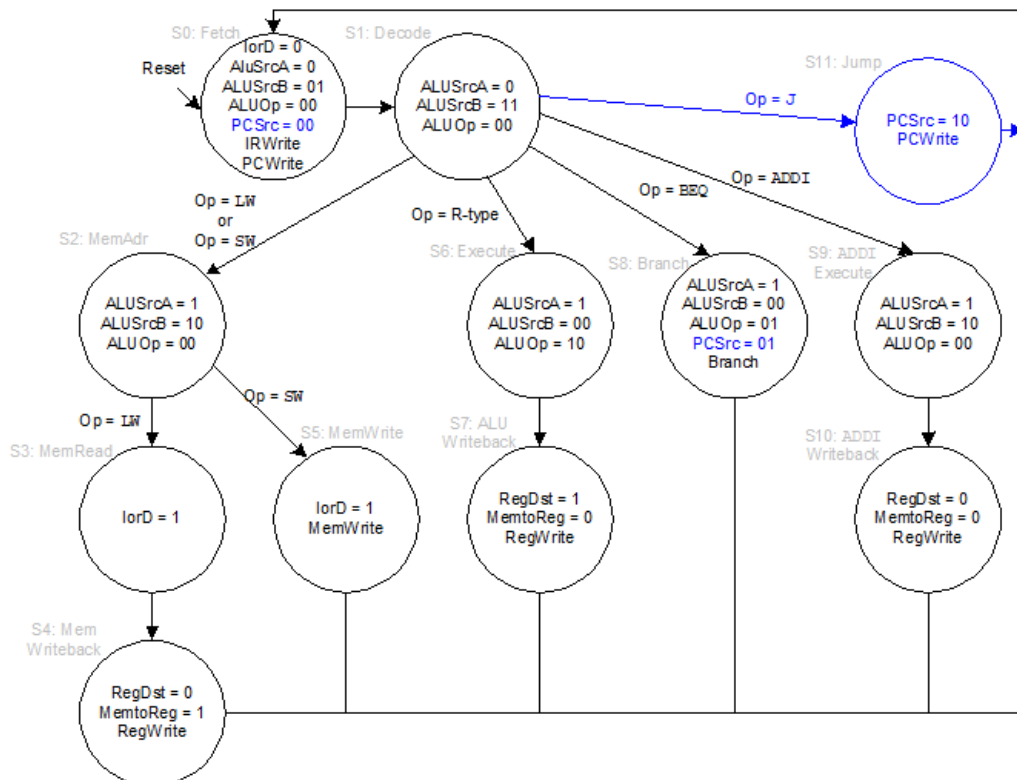 S0: Fetch
IorD = 0
AluSrcA = 0
ALUSrcB = 01
ALUOp = 00
PCSrc = 00
IRWrite
PCWrite
Reset
S1: Decode
ALUSrcA = 0
ALUSrcB = 11
ALUOp = 00
S11: Jump
Op = J
PCSrc = 10
PCWrite
Op = LW
or
Op = SW
Op = R-type
Op = BEQ
Op = ADDI
S2: MemAdr
ALUSrcA = 1
ALUSrcB = 10
ALUOp = 00
S6: Execute
ALUSrcA = 1
ALUSrcB = 00
ALUOp = 10
S8: Branch
ALUSrcA = 1
ALUSrcB = 00
ALUOp = 01
PCSrc = 01
Branch
S9: ADDI
Execute
ALUSrcA = 1
ALUSrcB = 10
ALUOp = 00
Op = LW
Op = SW
S3: MemRead
IorD = 1
S5: MemWrite
IorD = 1
MemWrite
S7: ALU
Writeback
RegDst = 1
MemtoReg = 0
RegWrite
S10: ADDI
Writeback
RegDst = 0
MemtoReg = 0
RegWrite
S4: Mem
Writeback
RegDst = 0
MemtoReg = 1
RegWrite